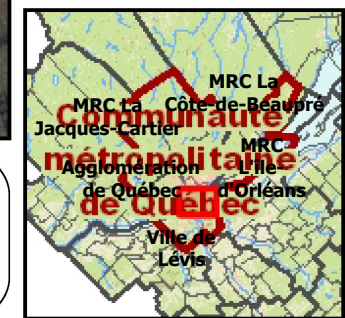 MRC La
Côte-de-Beaupré
MRC La
Jacques-Cartier
Communauté
métropolitaine
de Québec
MRC
L'Île-
d'Orléans
Agglomération
de Québec
Ville de
Lévis